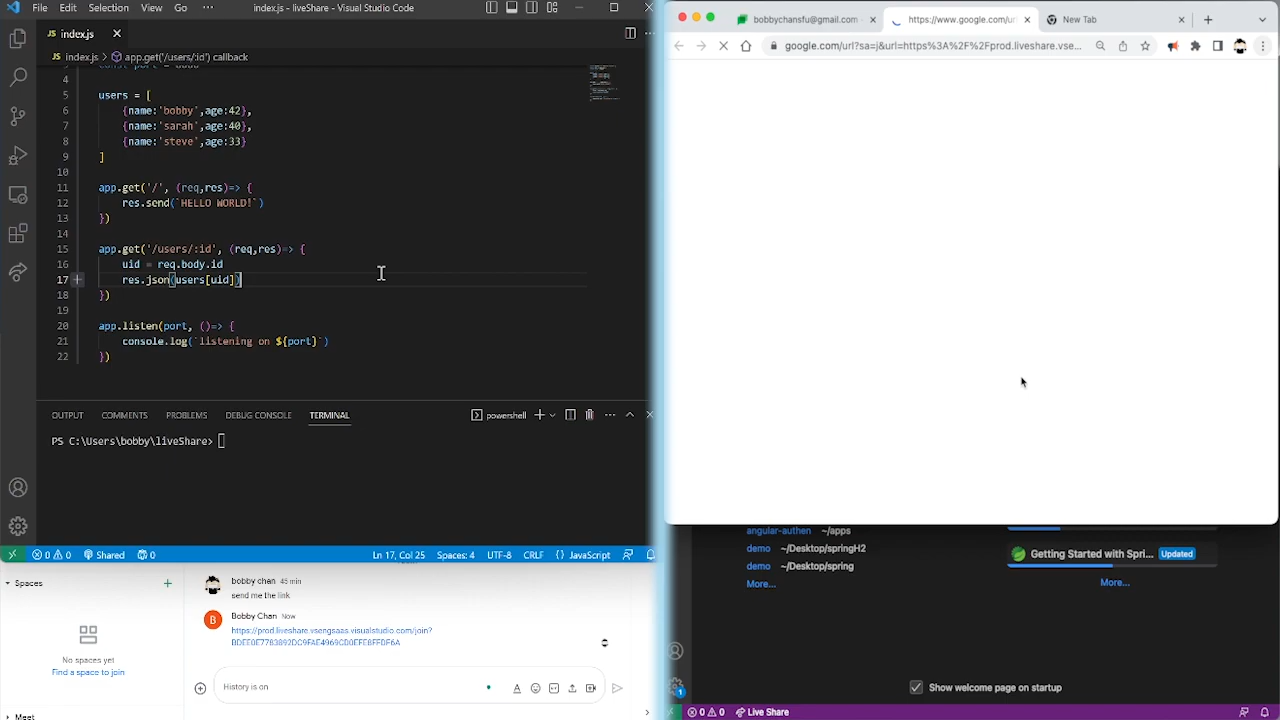 File Edit Selection View Go ··· index.js - liveShare - Visual Studio Code
index.js
index.js > app.get('/users/:id') callback
5 users = [
6 {name:'bobby',age:42},
7 {name:'sarah',age:40},
8 {name:'steve',age:33}
9 ]
10
11 app.get('/', (req,res)=> {
12 res.send(`HELLO WORLD!`)
13 })
14
15 app.get('/users/:id', (req,res)=> {
16 uid = req.body.id
17 res.json(users[uid])
18 })
19
20 app.listen(port, ()=> {
21 console.log(`listening on ${port}`)
22 })
OUTPUT COMMENTS PROBLEMS DEBUG CONSOLE TERMINAL powershell
PS C:\Users\bobby\liveShare>
0 0 Shared 0 Ln 17, Col 25 Spaces: 4 UTF-8 CRLF {} JavaScript
Spaces
No spaces yet
Find a space to join
bobby chen 45 min
send me the link
B Bobby Chan Now
https://prod.liveshare.vsengsaas.visualstudio.com/join?
History is on
bobbychansfu@gmail.com - https://www.google.com/url New Tab
google.com/url?sa=j&url=https%3A%2F%2Fprod.liveshare.vse...
angular-authen ~/apps
demo ~/Desktop/springH2
demo ~/Desktop/spring
More...
Getting Started with Spri... Updated
More...
Show welcome page on startup
1
0 0 Live Share